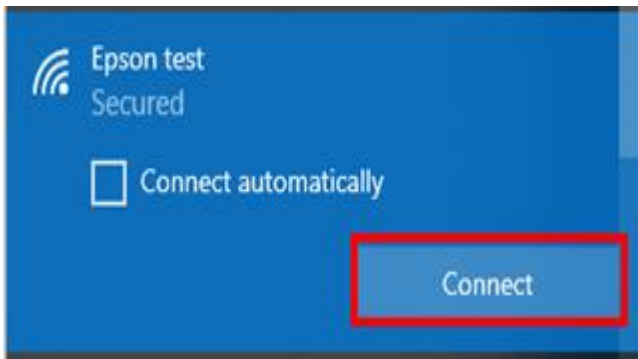 Epson test
Secured
Connect automatically
Connect